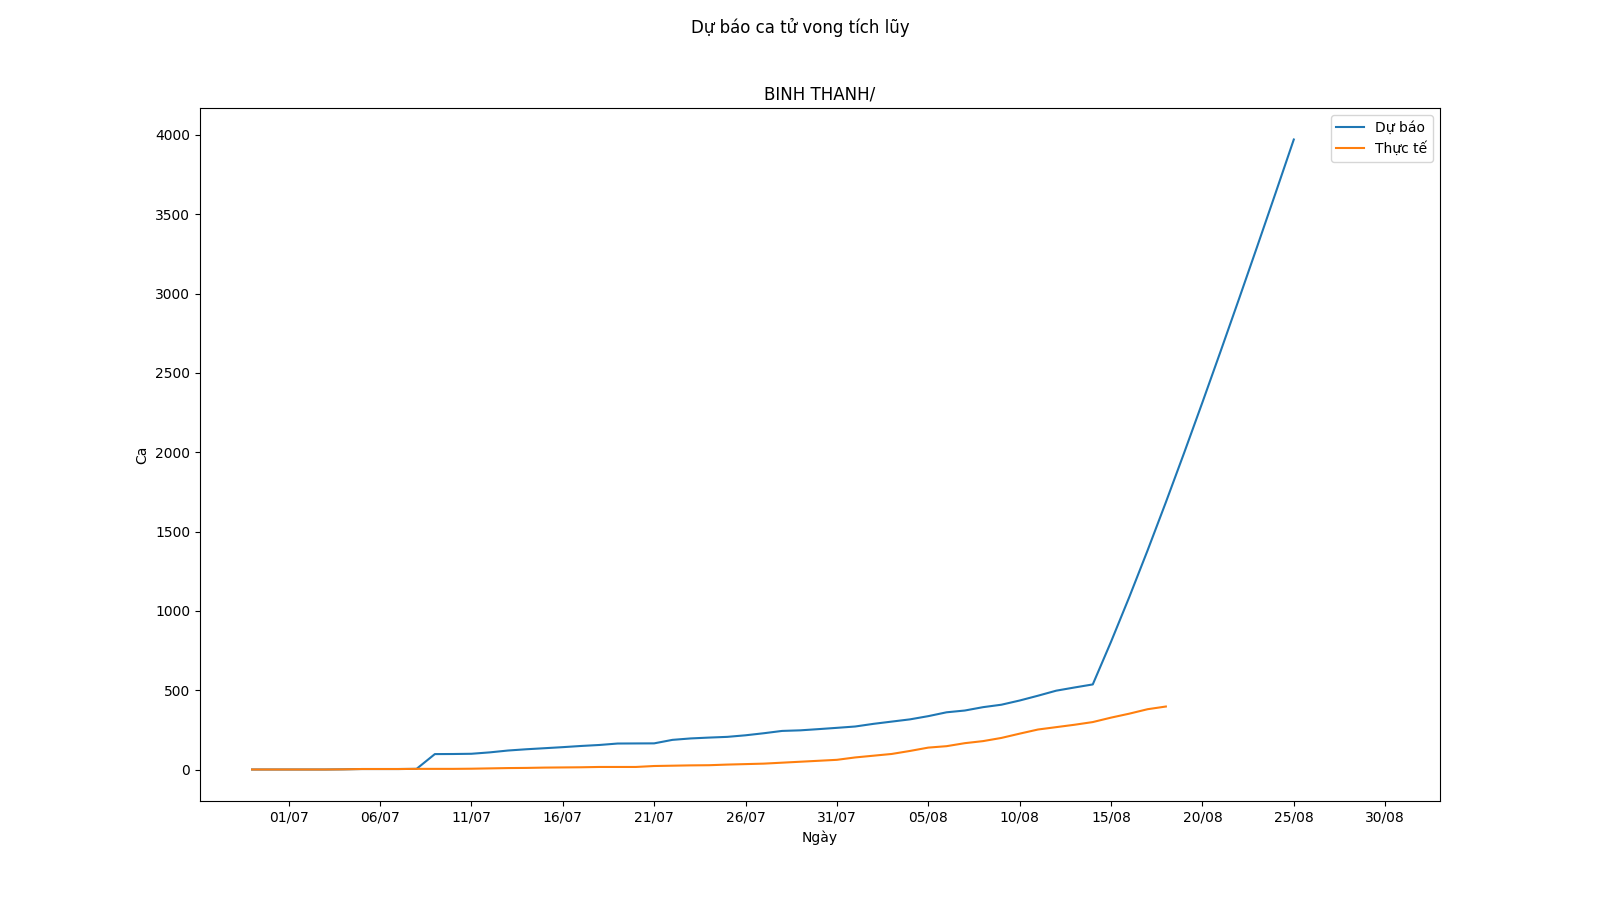 Dự báo ca tử vong tích lũy
BINH THANH/
Dự báo
Thực tế
4000
3500
3000
2500
2000
1500
1000
500
0
Ca
01/07 06/07 11/07 16/07 21/07 26/07 31/07 05/08 10/08 15/08 20/08 25/08 30/08
Ngày